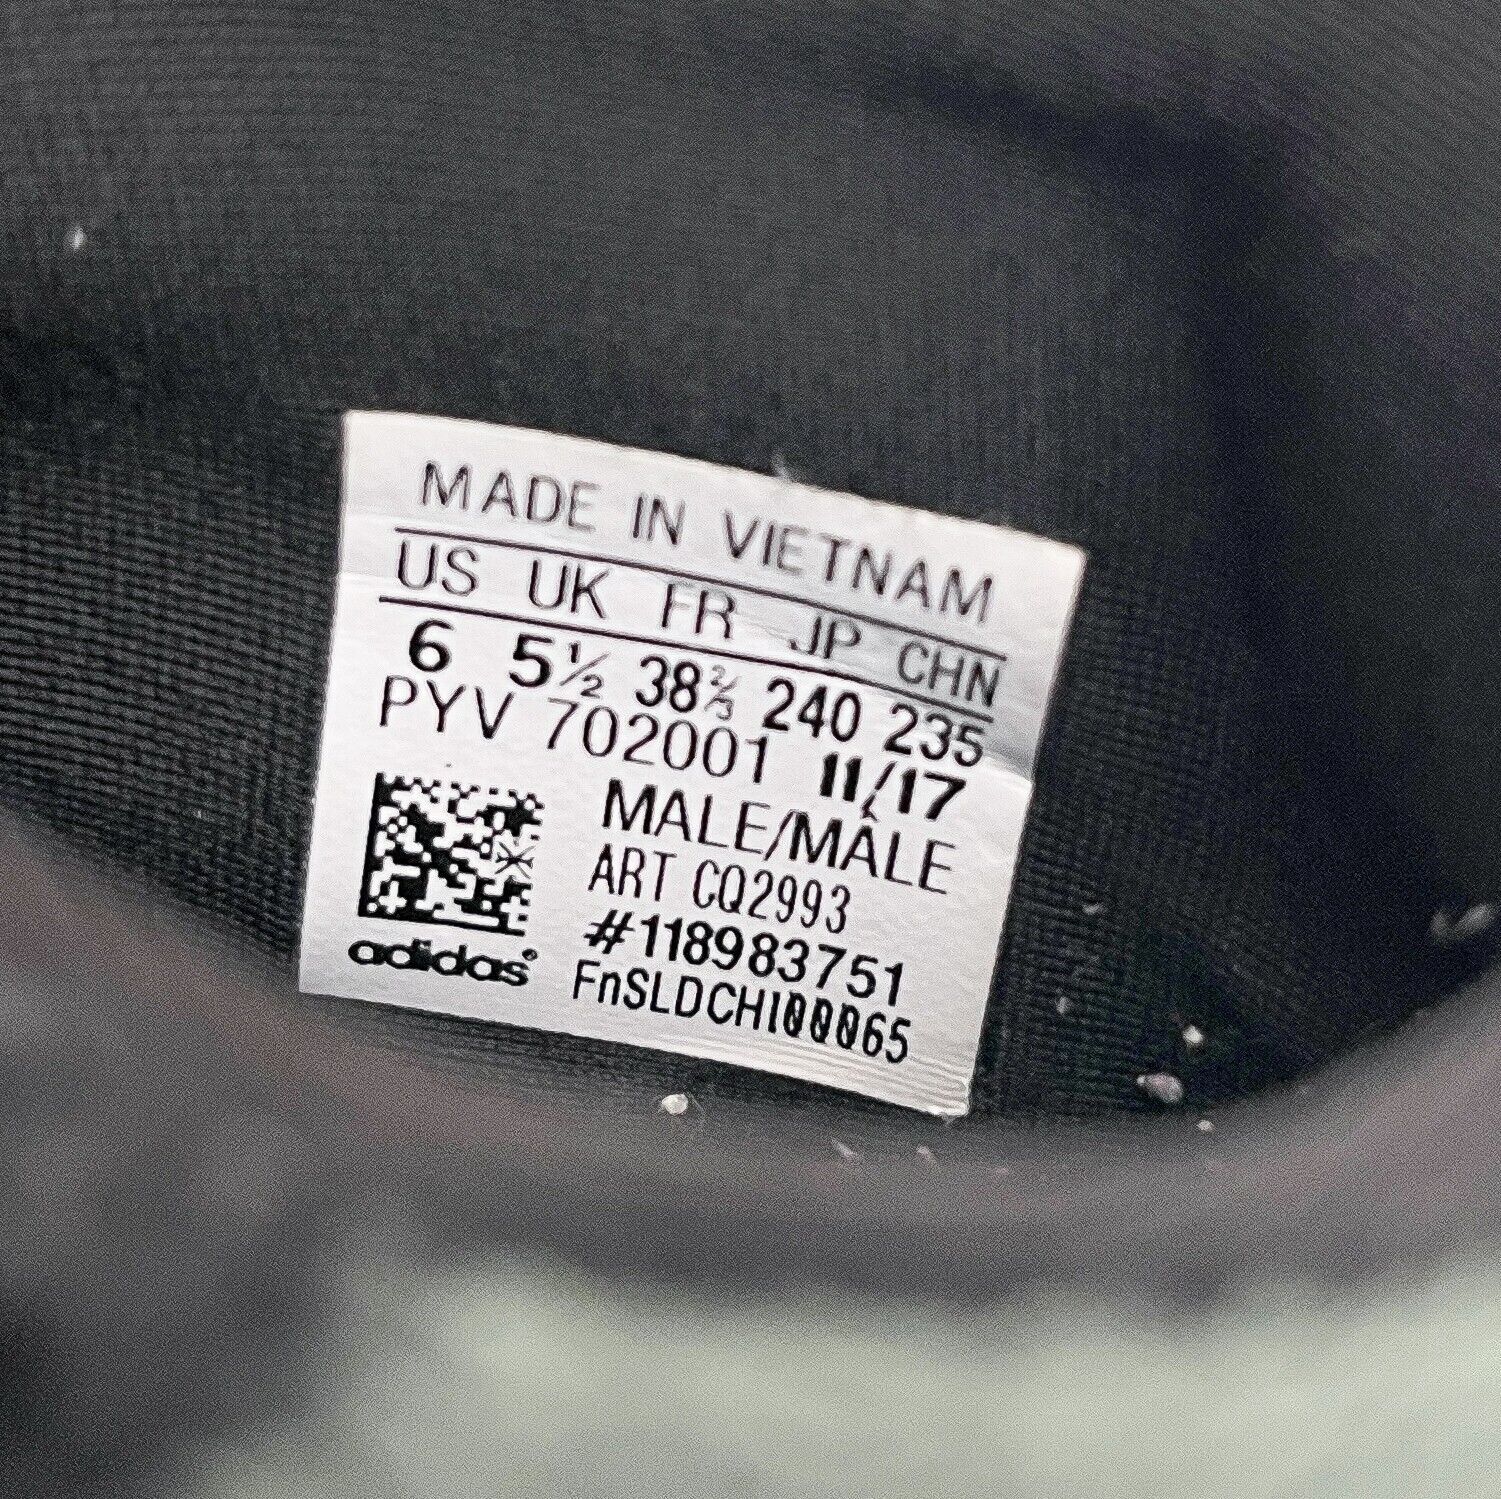 MADE IN VIETNAM
US UK FR JP CHN
6 5½ 38⅔ 240 235
PYV 702001 11/17
MALE/MÂLE
ART CQ2993
#118983751
FnSLDCHI00065
adidas®